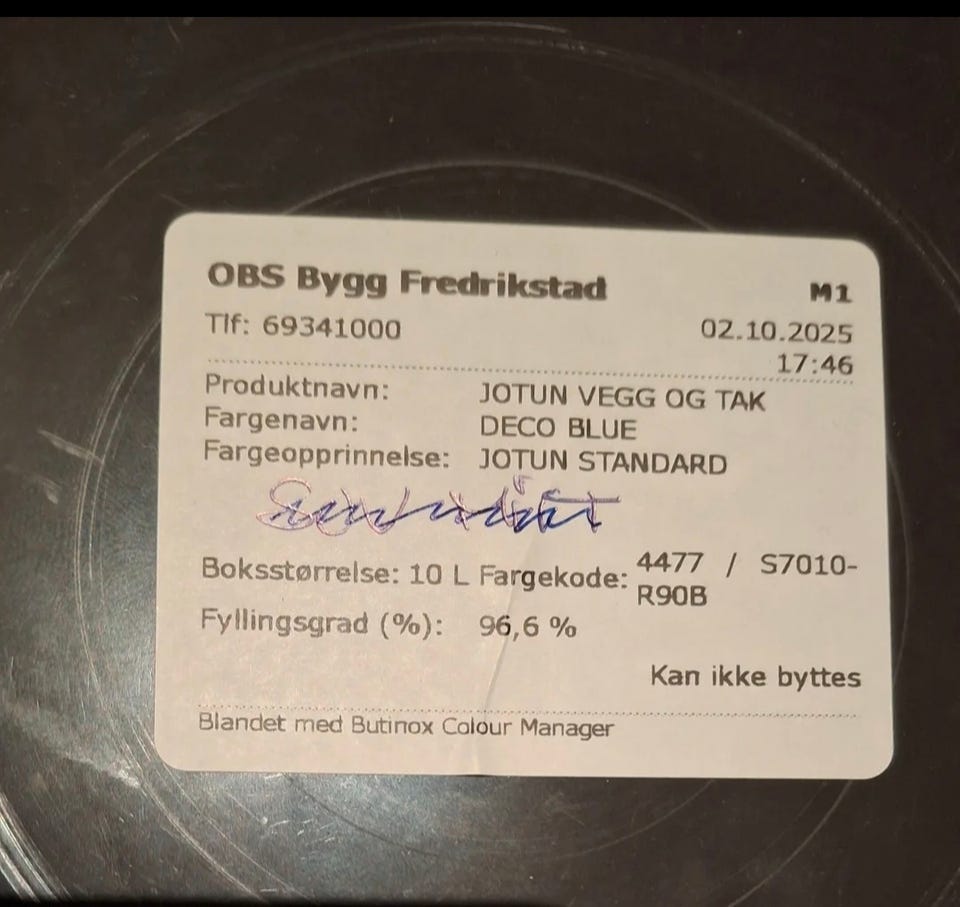 OBS Bygg Fredrikstad M1
Tlf: 69341000 02.10.2025
17:46
Produktnavn: JOTUN VEGG OG TAK
Fargenavn: DECO BLUE
Fargeopprinnelse: JOTUN STANDARD
Boksstørrelse: 10 L Fargekode: 4477 / S7010-
R90B
Fyllingsgrad (%): 96,6 %
Kan ikke byttes
Blandet med Butinox Colour Manager